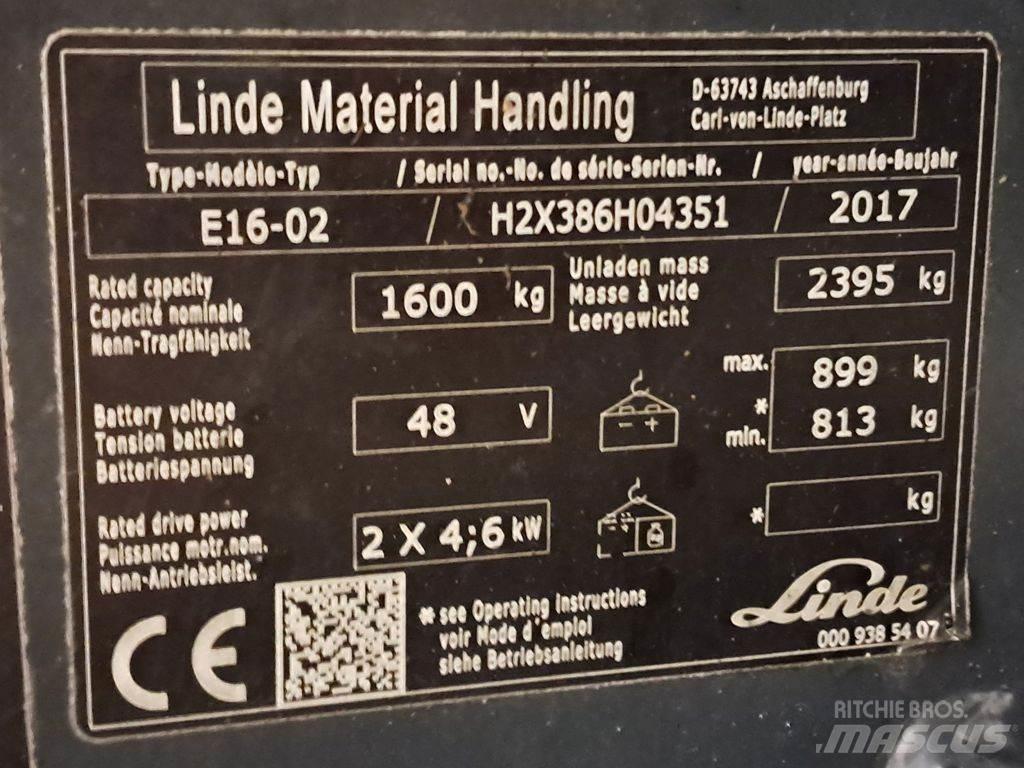 Linde Material Handling
D-63743 Aschaffenburg
Carl-von-Linde-Platz
Type-Modèle-Typ / Serial no.-No. de série-Serien-Nr. / year-année-Baujahr
E16-02 / H2X386H04351 / 2017
Rated capacity
Capacité nominale
Nenn-Tragfähigkeit
1600 kg
Unladen mass
Masse à vide
Leergewicht
2395 kg
Battery voltage
Tension batterie
Batteriespannung
48 V
- +
max. 899 kg
*
min. 813 kg
Rated drive power
Puissance motr.nom.
Nenn-Antriebsleist.
2 X 4;6 kW
* kg
CE
* see Operating Instructions
voir Mode d'emploi
siehe Betriebsanleitung
Linde
000 938 54 07
RITCHIE BROS.
MASCUS